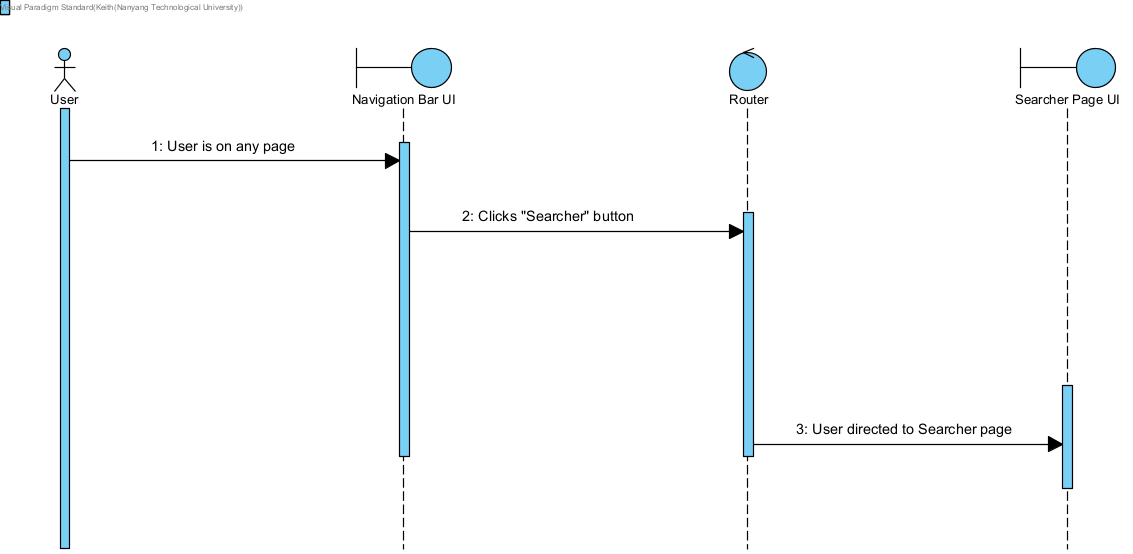 Visual Paradigm Standard(Keith(Nanyang Technological University))
User
Navigation Bar UI
Router
Searcher Page UI
1: User is on any page
2: Clicks "Searcher" button
3: User directed to Searcher page